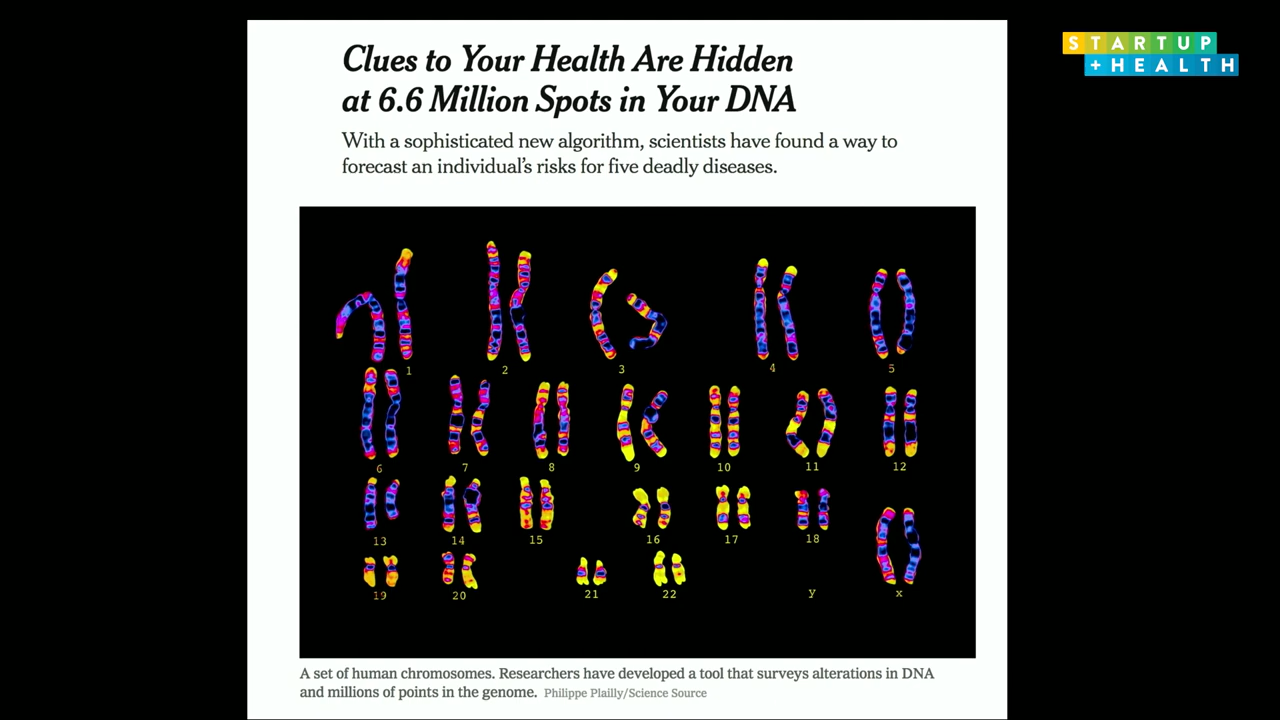 STARTUP
+HEALTH
Clues to Your Health Are Hidden
at 6.6 Million Spots in Your DNA
With a sophisticated new algorithm, scientists have found a way to
forecast an individual's risks for five deadly diseases.
1 2 3 4 5
6 7 8 9 10 11 12
13 14 15 16 17 18
19 20 21 22 y x
A set of human chromosomes. Researchers have developed a tool that surveys alterations in DNA
and millions of points in the genome. Philippe Plailly/Science Source